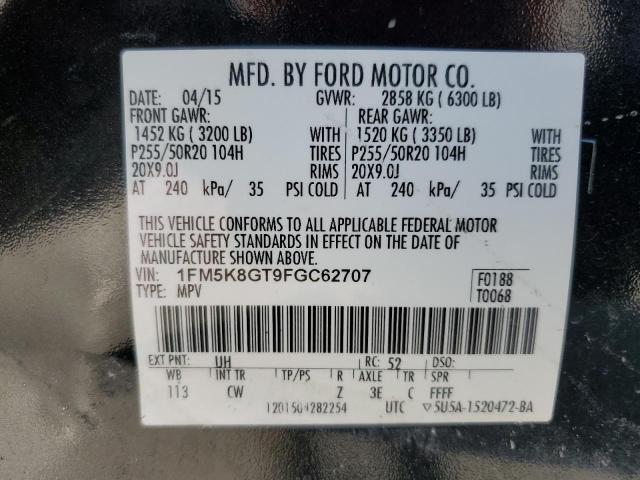 MFD. BY FORD MOTOR CO.
DATE: 04/15 GVWR: 2858 KG ( 6300 LB)
FRONT GAWR: REAR GAWR:
1452 KG ( 3200 LB) WITH 1520 KG ( 3350 LB) WITH
P255/50R20 104H TIRES P255/50R20 104H TIRES
20X9.0J RIMS 20X9.0J RIMS
AT 240 kPa/ 35 PSI COLD AT 240 kPa/ 35 PSI COLD
THIS VEHICLE CONFORMS TO ALL APPLICABLE FEDERAL MOTOR
VEHICLE SAFETY STANDARDS IN EFFECT ON THE DATE OF
MANUFACTURE SHOWN ABOVE.
VIN: 1FM5K8GT9FGC62707 F0188
TYPE: MPV T0068
EXT PNT: UH RC: 52 DSO:
WB INT TR TP/PS R AXLE TR SPR
113 CW Z 3E C FFFF
UTC ▽5U5A-1520472-BA